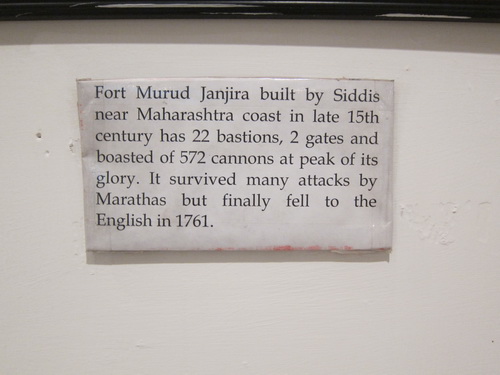 Fort Murud Janjira built by Siddis
near Maharashtra coast in late 15th
century has 22 bastions, 2 gates and
boasted of 572 cannons at peak of its
glory. It survived many attacks by
Marathas but finally fell to the
English in 1761.